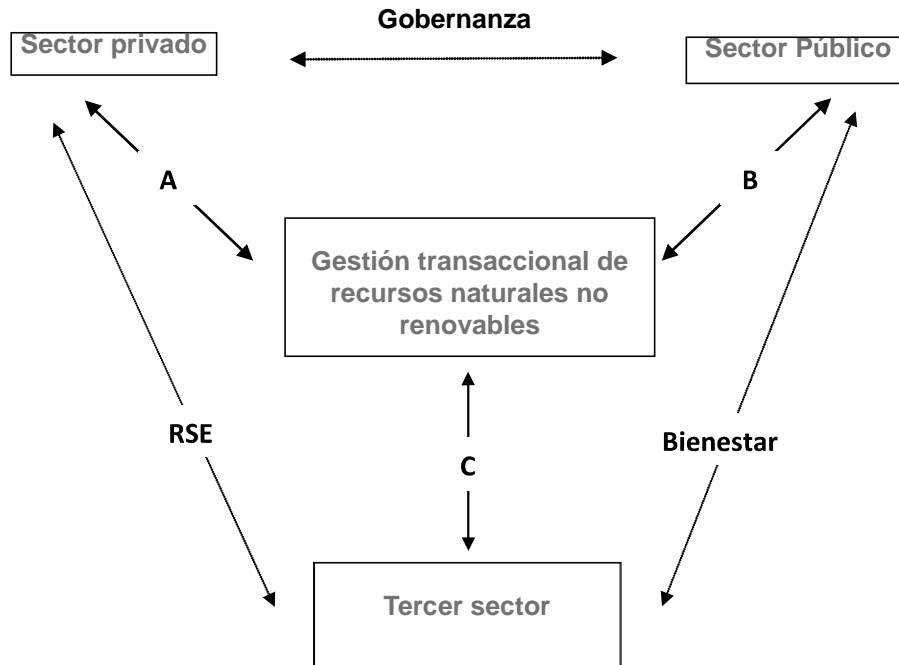 Gobernanza
Sector privado
Sector Público
A
B
Gestión transaccional de
recursos naturales no
renovables
RSE
Bienestar
C
Tercer sector